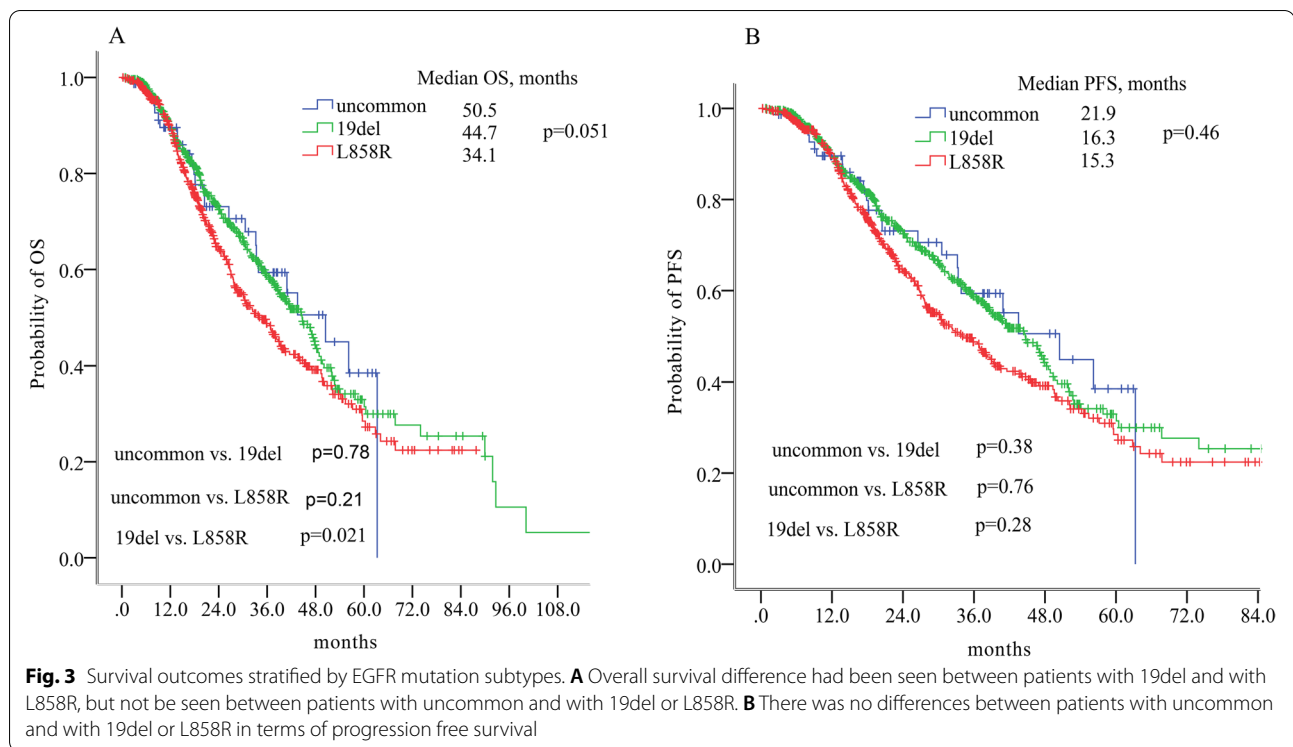 A
Median OS, months
uncommon 50.5
19del 44.7 p=0.051
L858R 34.1
Probability of OS
1.0
0.8
0.6
0.4
0.2
0.0
uncommon vs. 19del p=0.78
uncommon vs. L858R p=0.21
19del vs. L858R p=0.021
.0 12.0 24.0 36.0 48.0 60.0 72.0 84.0 96.0 108.0
months
B
Median PFS, months
uncommon 21.9
19del 16.3 p=0.46
L858R 15.3
Probability of PFS
1.0
0.8
0.6
0.4
0.2
0.0
uncommon vs. 19del p=0.38
uncommon vs. L858R p=0.76
19del vs. L858R p=0.28
.0 12.0 24.0 36.0 48.0 60.0 72.0 84.0
months
Fig. 3 Survival outcomes stratified by EGFR mutation subtypes. A Overall survival difference had been seen between patients with 19del and with
L858R, but not be seen between patients with uncommon and with 19del or L858R. B There was no differences between patients with uncommon
and with 19del or L858R in terms of progression free survival